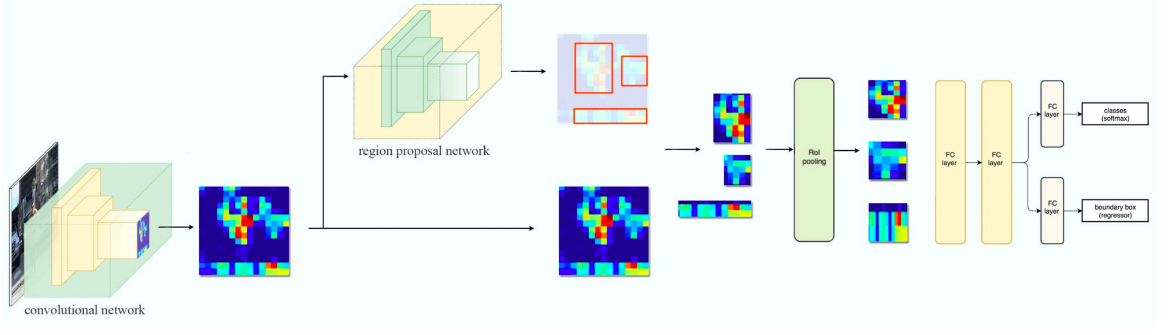 convolutional network
region proposal network
RoI
pooling
FC
layer
FC
layer
FC
layer
classes
(softmax)
FC
layer
boundary box
(regressor)